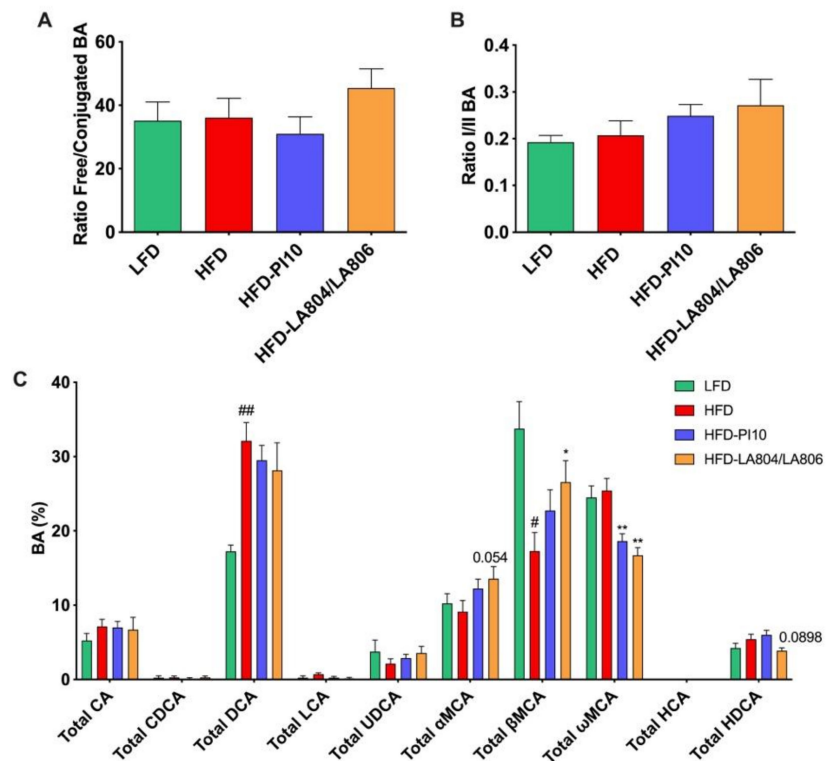 A
Ratio Free/Conjugated BA
60
40
20
0
LFD
HFD
HFD-PI10
HFD-LA804/LA806
B
Ratio I/II BA
0.4
0.3
0.2
0.1
0.0
LFD
HFD
HFD-PI10
HFD-LA804/LA806
C
BA (%)
40
30
20
10
0
##
0.054
#
*
**
**
0.0898
LFD
HFD
HFD-PI10
HFD-LA804/LA806
Total CA
Total CDCA
Total DCA
Total LCA
Total UDCA
Total αMCA
Total βMCA
Total ωMCA
Total HCA
Total HDCA